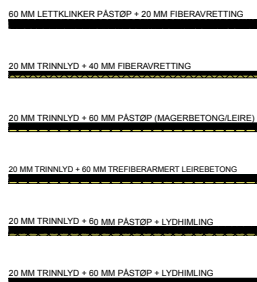 60 MM LETTKLINKER PÅSTØP + 20 MM FIBERAVRETTING
20 MM TRINNLYD + 40 MM FIBERAVRETTING
20 MM TRINNLYD + 60 MM PÅSTØP (MAGERBETONG/LEIRE)
20 MM TRINNLYD + 60 MM TREFIBERARMERT LEIREBETONG
20 MM TRINNLYD + 60 MM PÅSTØP + LYDHIMLING
20 MM TRINNLYD + 60 MM PÅSTØP + LYDHIMLING